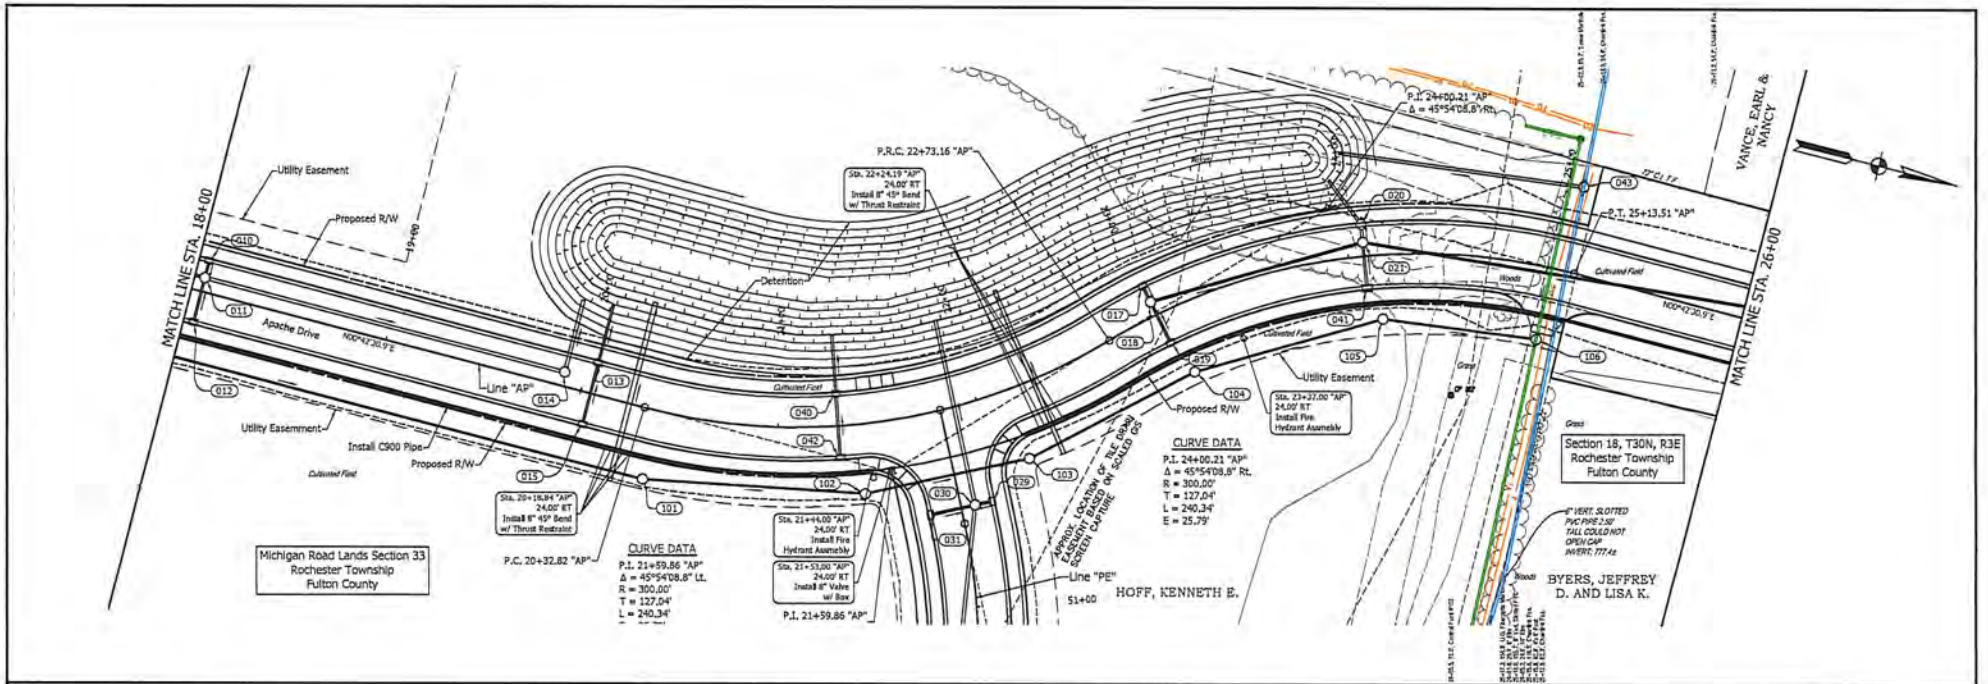 MATCH LINE STA. 18+00
Utility Easement
Proposed R/W
19+00
010
011
Apache Drive
N00°42'30.9"E
012
Line "AP"
014
013
Utility Easemment
Install C900 Pipe
Proposed R/W
Cultivated Field
015
Sta. 20+18.84 "AP"
24.00' RT
Install 8" 45° Bend
w/ Thrust Restraint
P.C. 20+32.82 "AP"
Michigan Road Lands Section 33
Rochester Township
Fulton County
101
CURVE DATA
P.I. 21+59.86 "AP"
Δ = 45°54'08.8" Lt.
R = 300.00'
T = 127.04'
L = 240.34'
Detention
Cultivated Field
040
042
102
Sta. 21+44.00 "AP"
24.00' RT
Install Fire
Hydrant Assembly
Sta. 21+53.00 "AP"
24.00' RT
Install 8" Valve
w/ Box
P.I. 21+59.86 "AP"
P.R.C. 22+73.16 "AP"
Sta. 22+24.19 "AP"
24.00' RT
Install 8" 45° Bend
w/ Thrust Restraint
23+00
017
018
019
030
029
031
103
104
APPROX. LOCATION OF TILE DRAIN
EASEMENT BASED ON SCALED GIS
SCREEN CAPTURE
Line "PE"
51+00
HOFF, KENNETH E.
Proposed R/W
CURVE DATA
P.I. 24+00.21 "AP"
Δ = 45°54'08.8" Rt.
R = 300.00'
T = 127.04'
L = 240.34'
E = 25.79'
Sta. 23+37.00 "AP"
24.00' RT
Install Fire
Hydrant Assembly
Utility Easement
Cultivated Field
041
105
106
P.I. 24+00.21 "AP"
Δ = 45°54'08.8" Rt.
020
021
043
P.T. 25+13.51 "AP"
Woods
Cultivated Field
N00°42'30.9"E
Grass
Grass
Section 18, T30N, R3E
Rochester Township
Fulton County
6" VERT. SLOTTED
PVC PIPE 2.50'
TALL COULD NOT
OPEN CAP
Woods
BYERS, JEFFREY
D. AND LISA K.
VANCE, EARL &
NANCY
MATCH LINE STA. 26+00